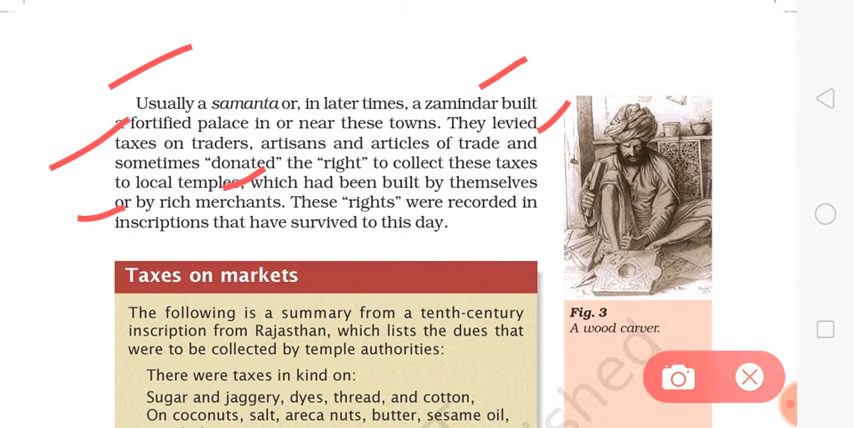 Usually a samanta or, in later times, a zamindar built
a fortified palace in or near these towns. They levied
taxes on traders, artisans and articles of trade and
sometimes “donated” the “right” to collect these taxes
to local temples, which had been built by themselves
or by rich merchants. These “rights” were recorded in
inscriptions that have survived to this day.
Taxes on markets
The following is a summary from a tenth-century
inscription from Rajasthan, which lists the dues that
were to be collected by temple authorities:
There were taxes in kind on:
Sugar and jaggery, dyes, thread, and cotton,
On coconuts, salt, areca nuts, butter, sesame oil,
Fig. 3
A wood carver.